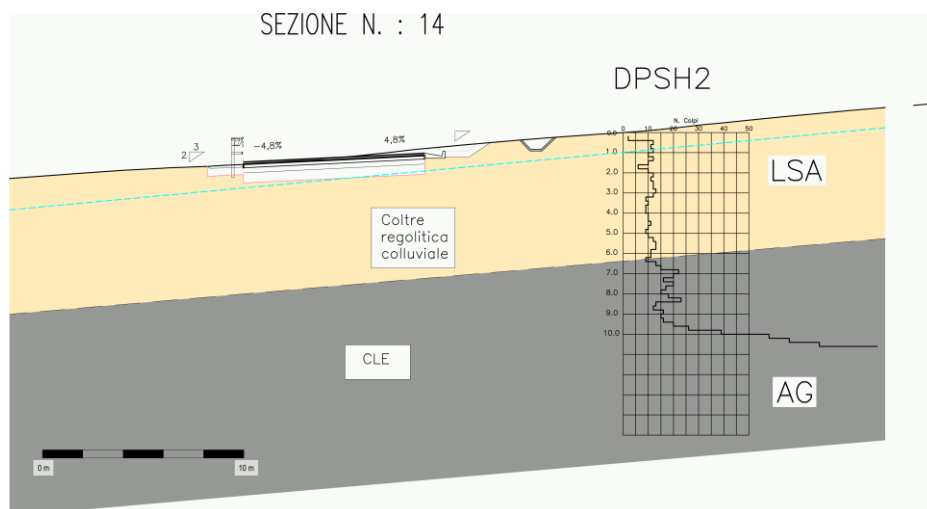 SEZIONE N. : 14
DPSH2
N. Colpi
0 10 20 30 40 50
0.0
1.0
2.0
3.0
4.0
5.0
6.0
7.0
8.0
9.0
10.0
3
2
-4,8%
4,8%
LSA
Coltre
regolitica
colluviale
CLE
AG
0 m
10 m